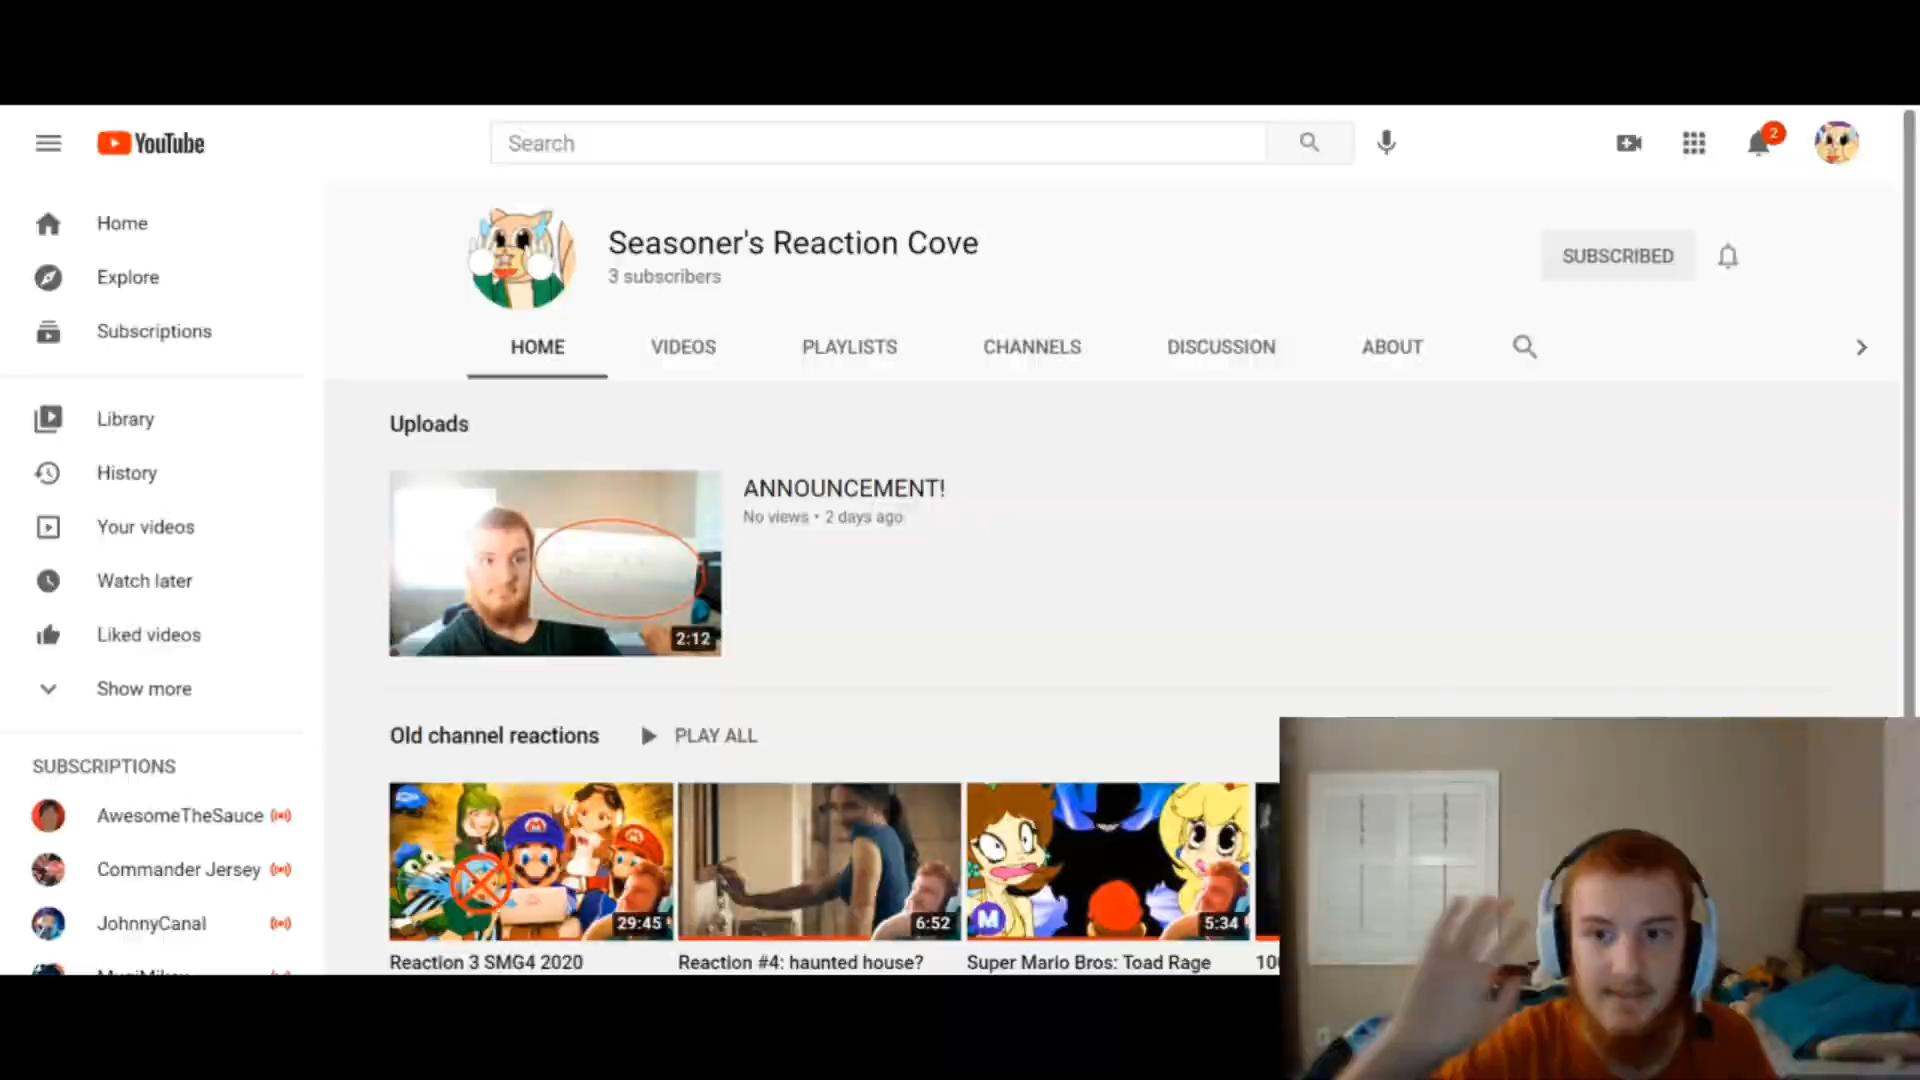 YouTube
Search
2
Home
Explore
Subscriptions
Library
History
Your videos
Watch later
Liked videos
Show more
SUBSCRIPTIONS
AwesomeTheSauce
Commander Jersey
JohnnyCanal
Seasoner's Reaction Cove
3 subscribers
SUBSCRIBED
HOME VIDEOS PLAYLISTS CHANNELS DISCUSSION ABOUT
Uploads
2:12
ANNOUNCEMENT!
No views • 2 days ago
Old channel reactions PLAY ALL
29:45
6:52
M
5:34
Reaction 3 SMG4 2020
Reaction #4: haunted house?
Super Mario Bros: Toad Rage